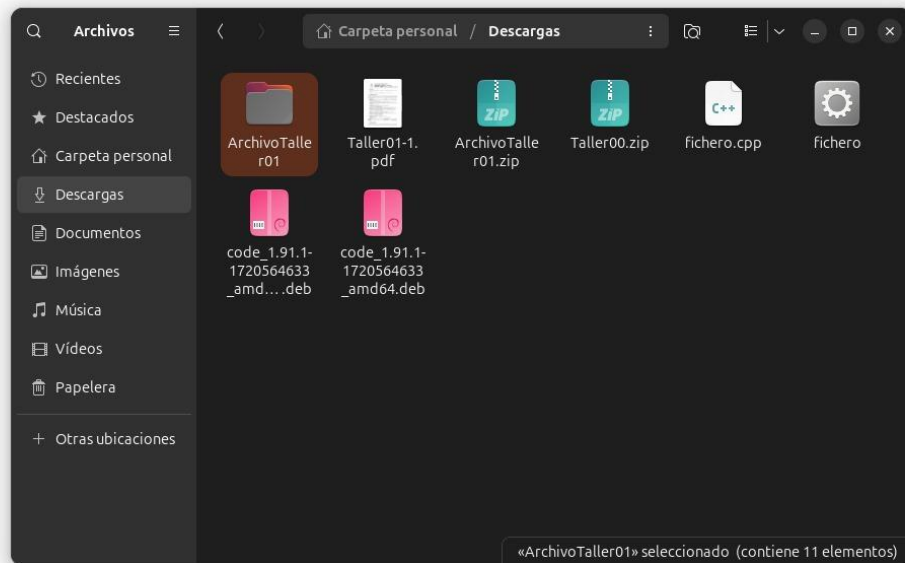 Archivos
Carpeta personal / Descargas
Recientes
Destacados
Carpeta personal
Descargas
Documentos
Imágenes
Música
Vídeos
Papelera
Otras ubicaciones
ArchivoTalle
r01
Taller01-1.
pdf
ZIP
ArchivoTalle
r01.zip
ZIP
Taller00.zip
C++
fichero.cpp
fichero
code_1.91.1-
1720564633
_amd….deb
code_1.91.1-
1720564633
_amd64.deb
«ArchivoTaller01» seleccionado (contiene 11 elementos)